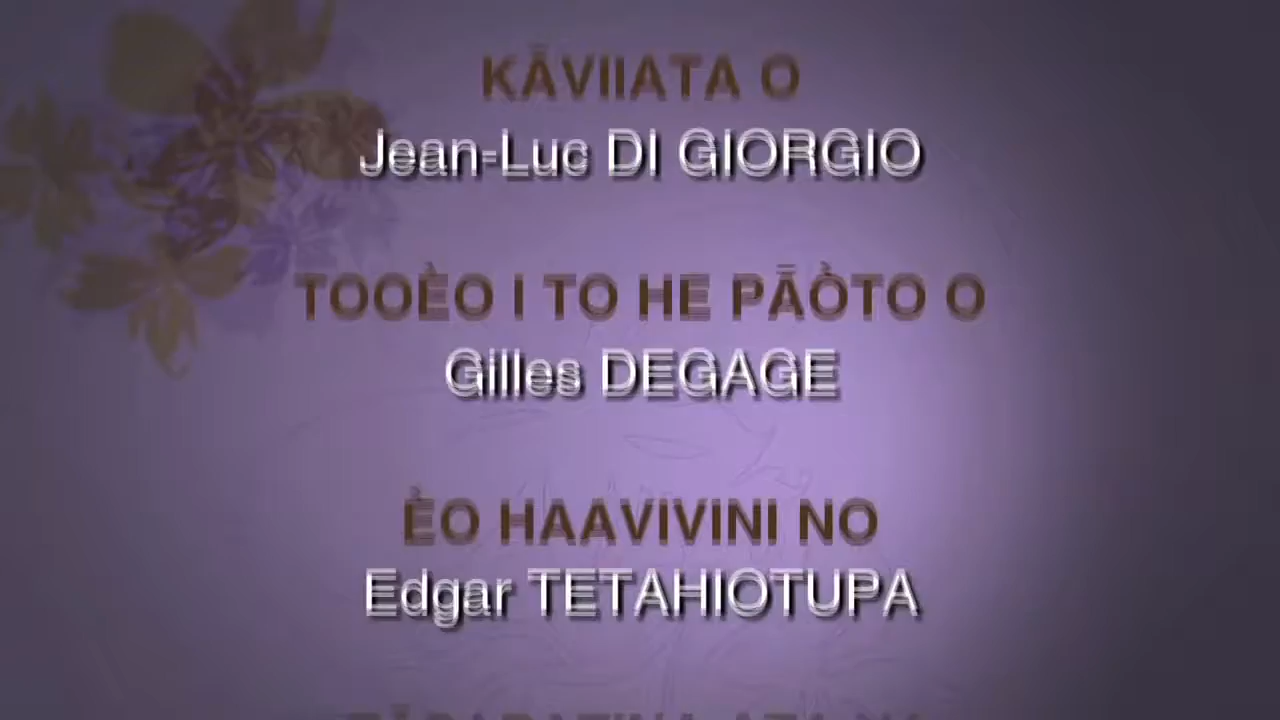 KĀVIIATA O
Jean-Luc DI GIORGIO
TOOÈO I TO HE PĀÒTO O
Gilles DEGAGE
ÈO HAAVIVINI NO
Edgar TETAHIOTUPA